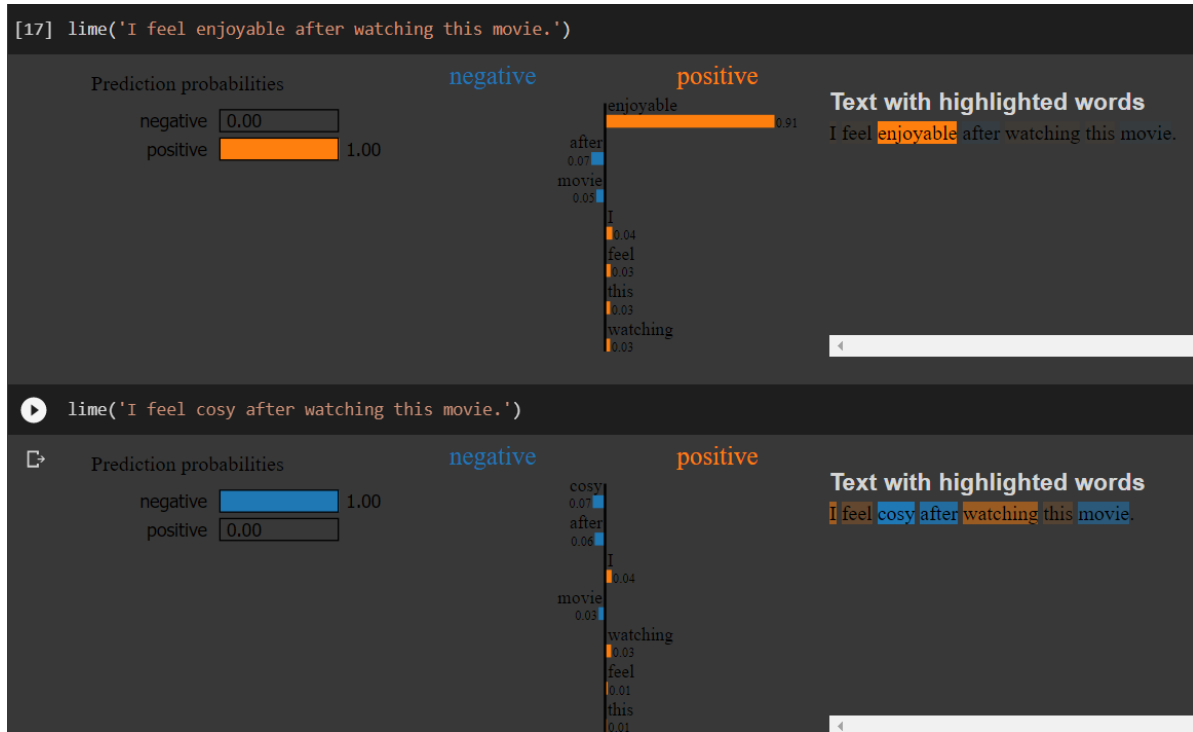 [17] lime('I feel enjoyable after watching this movie.')
Prediction probabilities
negative 0.00
positive 1.00
negative positive
enjoyable
0.91
after
0.07
movie
0.05
I
0.04
feel
0.03
this
0.03
watching
0.03
Text with highlighted words
I feel enjoyable after watching this movie.
lime('I feel cosy after watching this movie.')
Prediction probabilities
negative 1.00
positive 0.00
negative positive
cosy
0.07
after
0.06
I
0.04
movie
0.03
watching
0.03
feel
0.01
this
0.01
Text with highlighted words
I feel cosy after watching this movie.